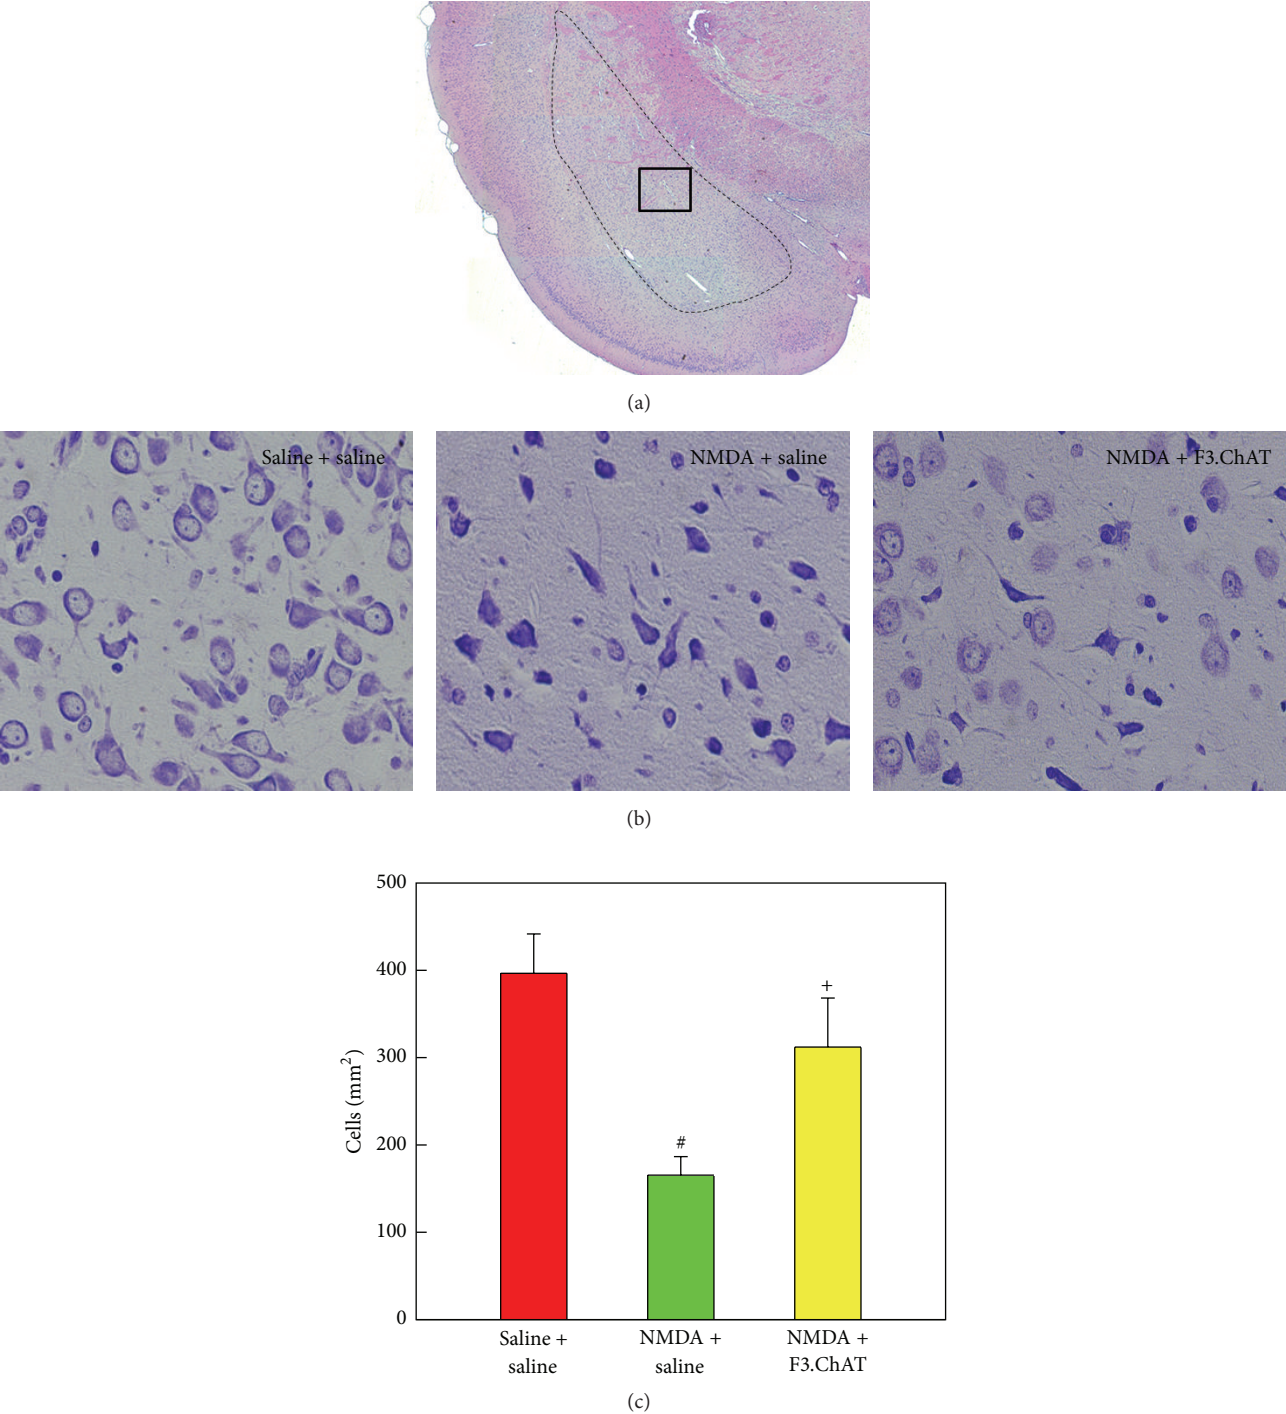 (a)
Saline + saline
NMDA + saline
NMDA + F3.ChAT
(b)
500
400
300
200
100
0
Cells (mm²)
#
+
Saline +
saline
NMDA +
saline
NMDA +
F3.ChAT
(c)